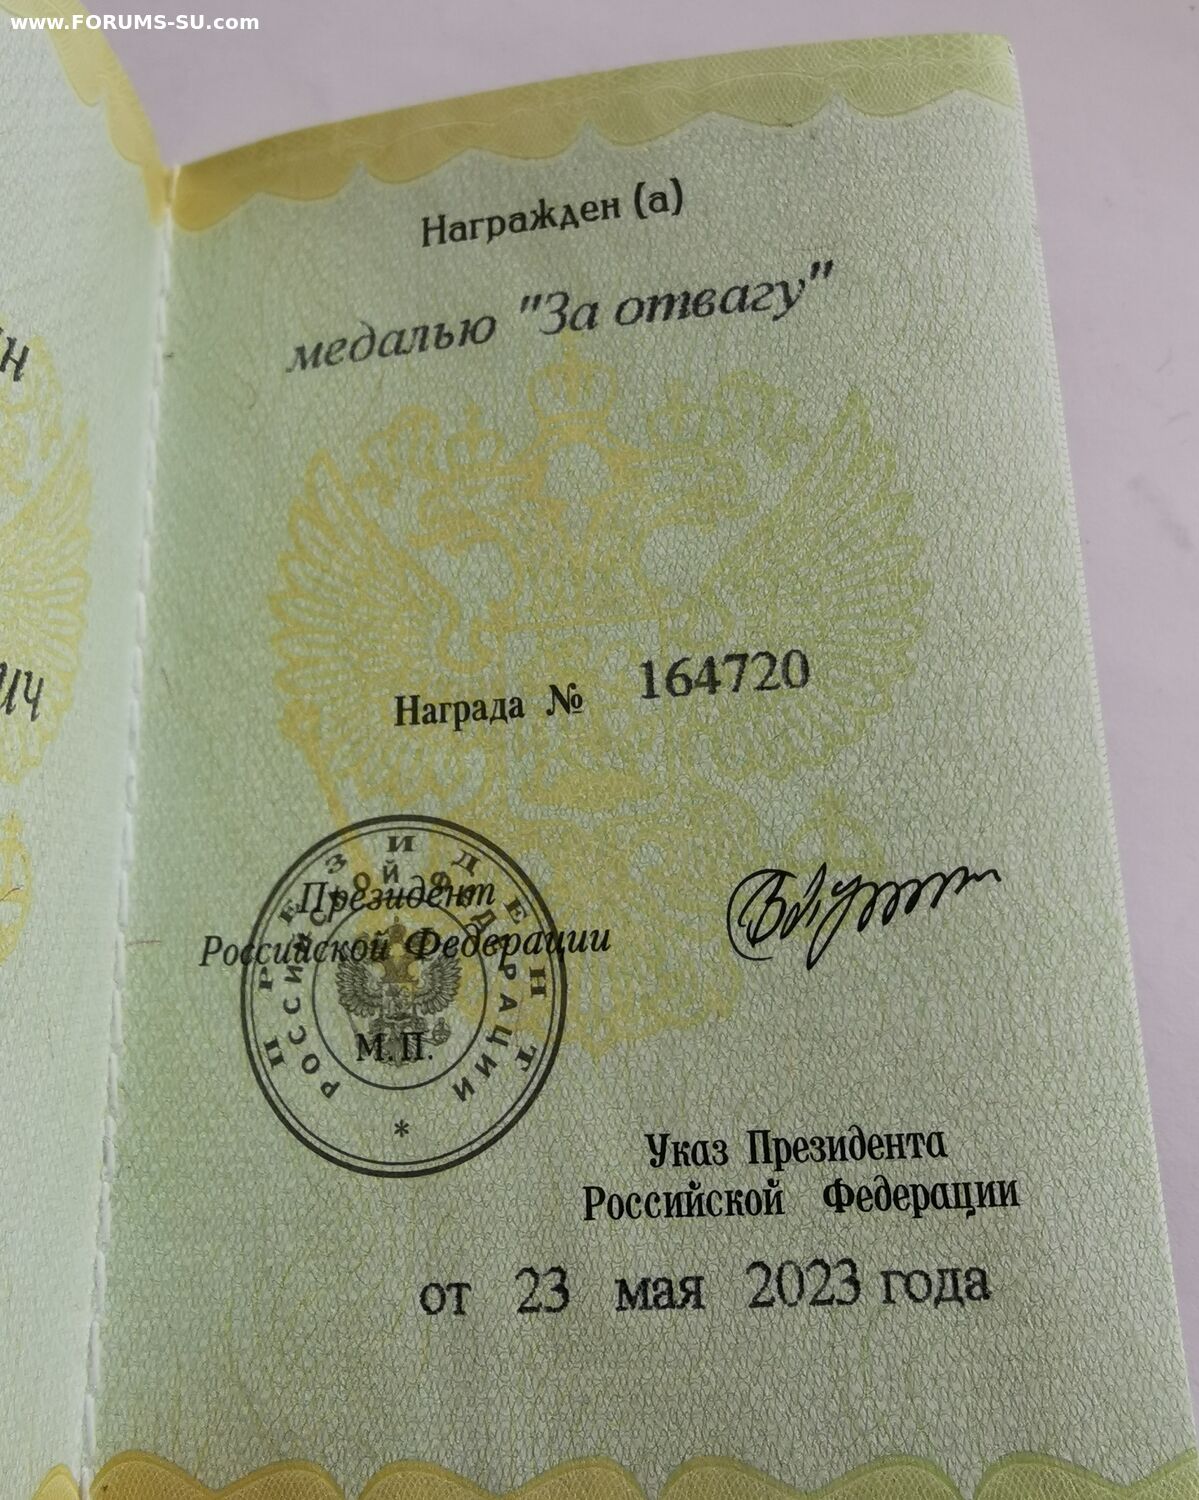 www.FORUMS-SU.com
Награжден (а)
медалью "За отвагу"
Награда № 164720
ПРЕЗИДЕНТ
РОССИЙСКОЙ ФЕДЕРАЦИИ
*
Президент
Российской Федерации
М.П.
Указ Президента
Российской Федерации
от 23 мая 2023 года